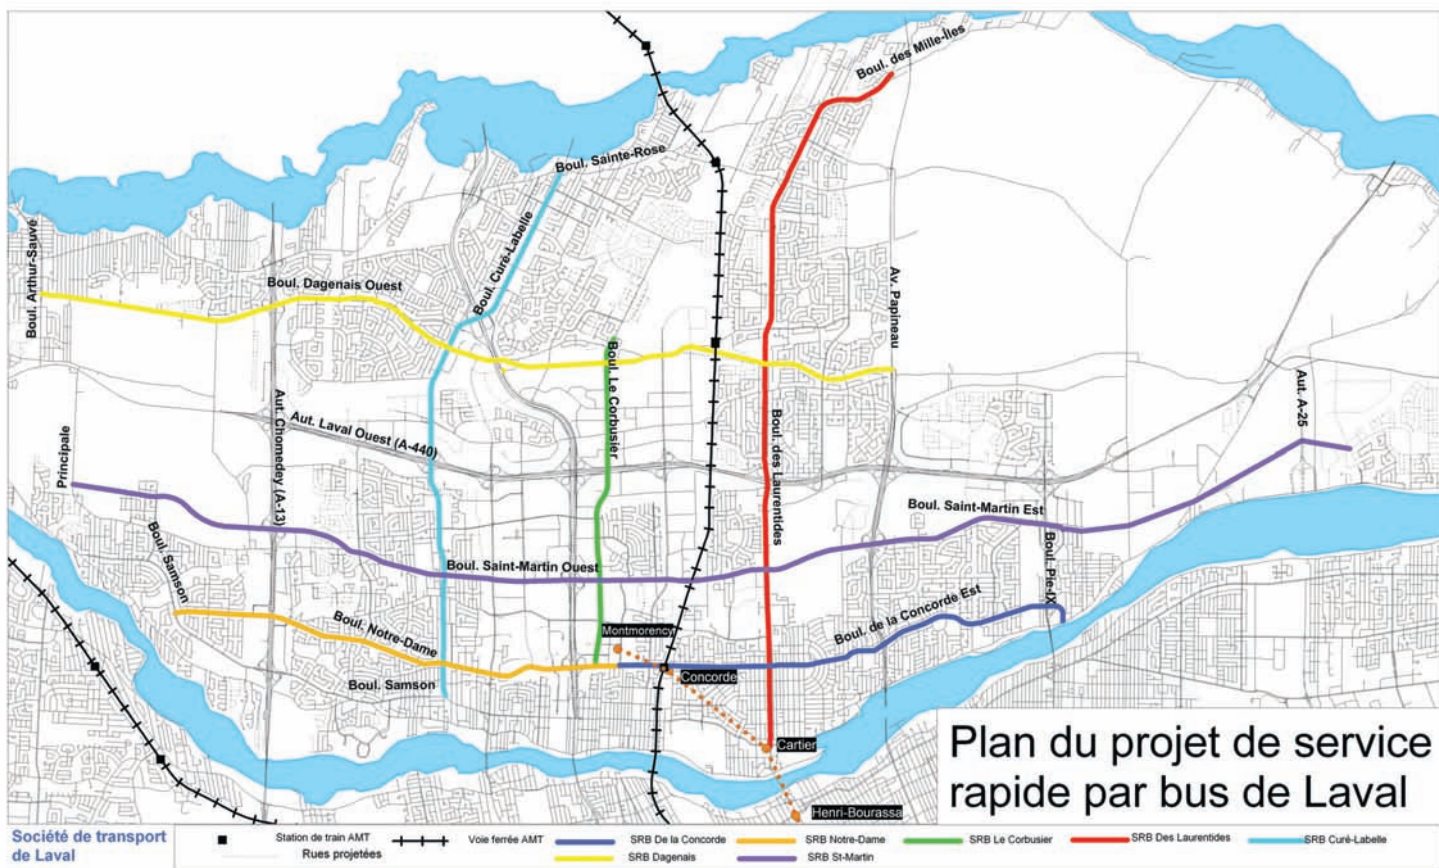 Boul. des Mille-Îles
Boul. Sainte-Rose
Boul. Curé-Labelle
Boul. Arthur-Sauvé
Boul. Dagenais Ouest
Av. Papineau
Boul. Le Corbusier
Aut. A-25
Aut. Chomedey (A-13)
Aut. Laval Ouest (A-440)
Boul. des Laurentides
Principale
Boul. Saint-Martin Est
Boul. Samson
Boul. Saint-Martin Ouest
Boul. Pie-IX
Boul. de la Concorde Est
Boul. Notre-Dame
Montmorency
Concorde
Boul. Samson
Cartier
Henri-Bourassa
Plan du projet de service
rapide par bus de Laval
Société de transport
de Laval
Station de train AMT
Voie ferrée AMT
SRB De la Concorde
SRB Notre-Dame
SRB Le Corbusier
SRB Des Laurentides
SRB Curé-Labelle
Rues projetées
SRB Dagenais
SRB St-Martin